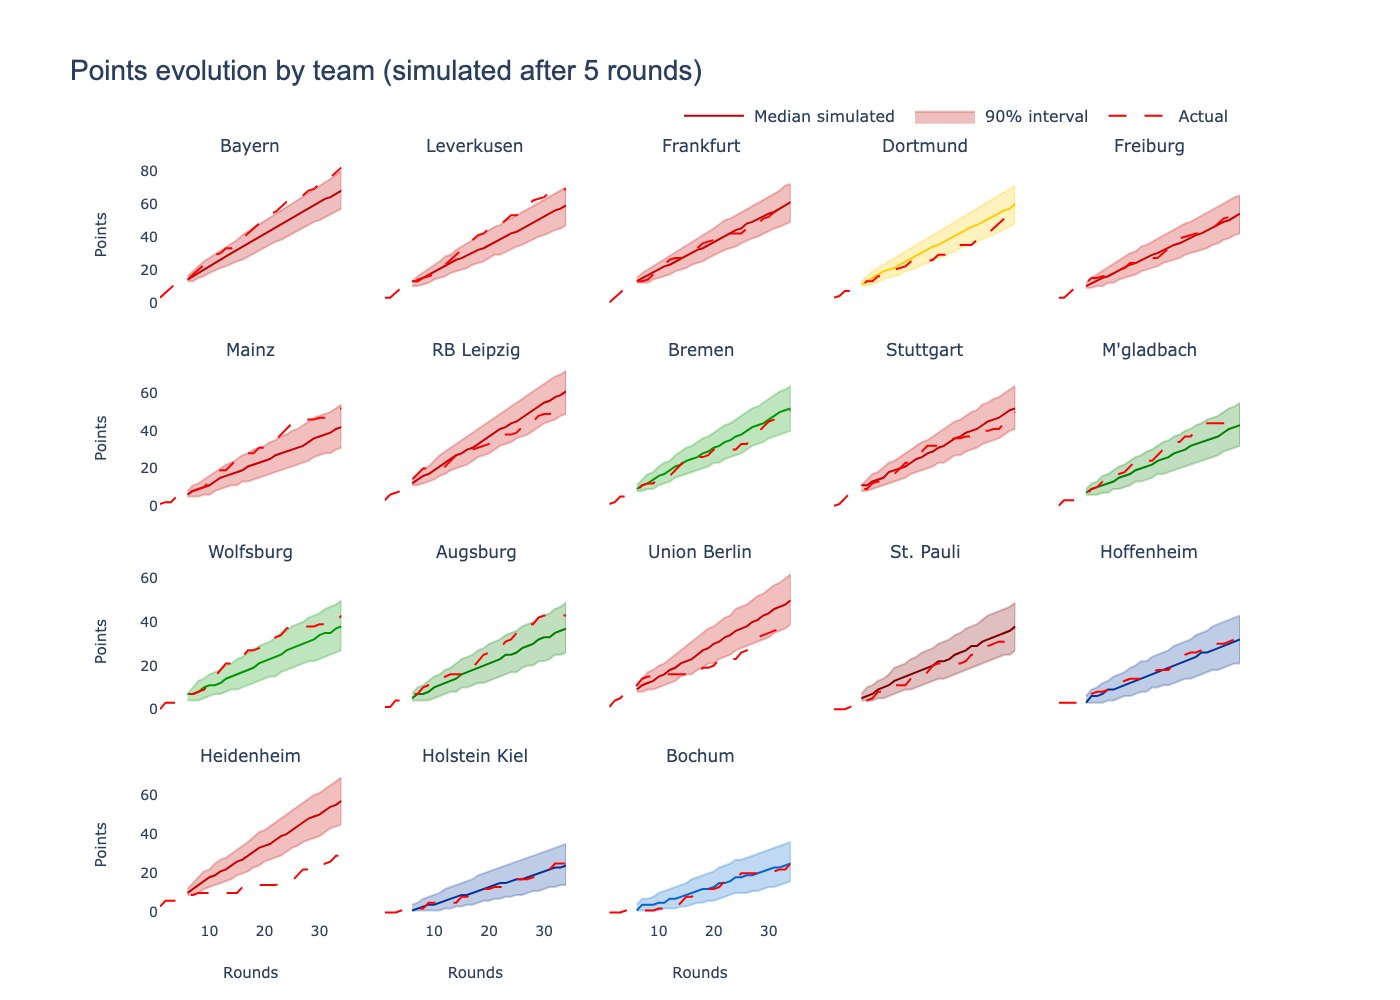 Points evolution by team (simulated after 5 rounds)
Median simulated 90% interval Actual
Bayern Leverkusen Frankfurt Dortmund Freiburg
80
60
40
20
0
Points
Mainz RB Leipzig Bremen Stuttgart M'gladbach
60
40
20
0
Points
Wolfsburg Augsburg Union Berlin St. Pauli Hoffenheim
60
40
20
0
Points
Heidenheim Holstein Kiel Bochum
60
40
20
0
Points
10 20 30 10 20 30 10 20 30
Rounds Rounds Rounds